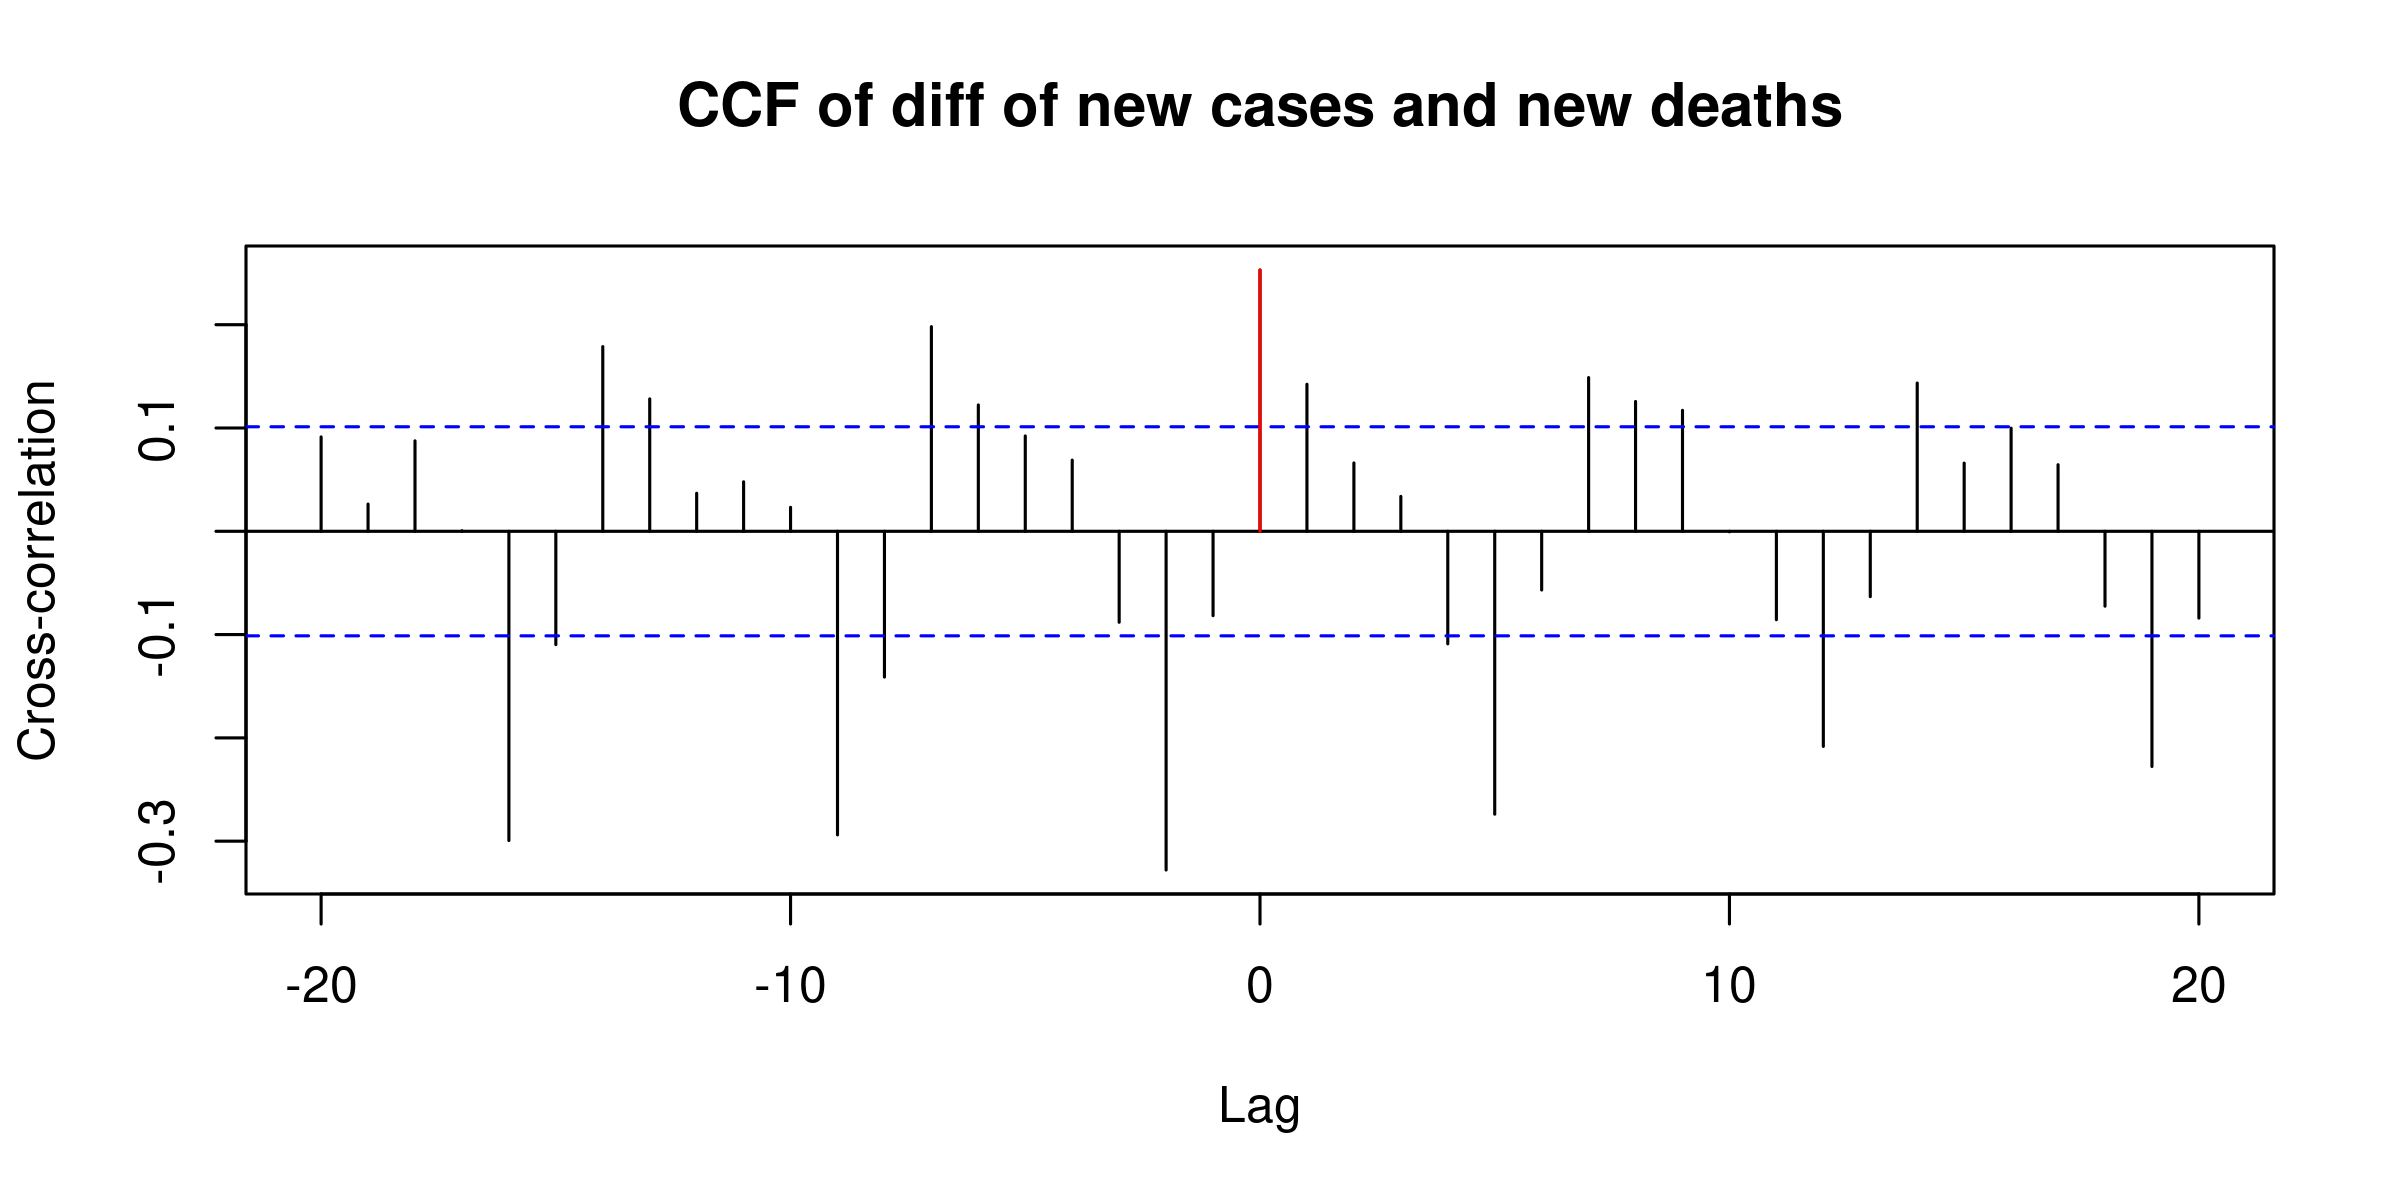 CCF of diff of new cases and new deaths
Cross-correlation
0.1
-0.1
-0.3
-20 -10 0 10 20
Lag